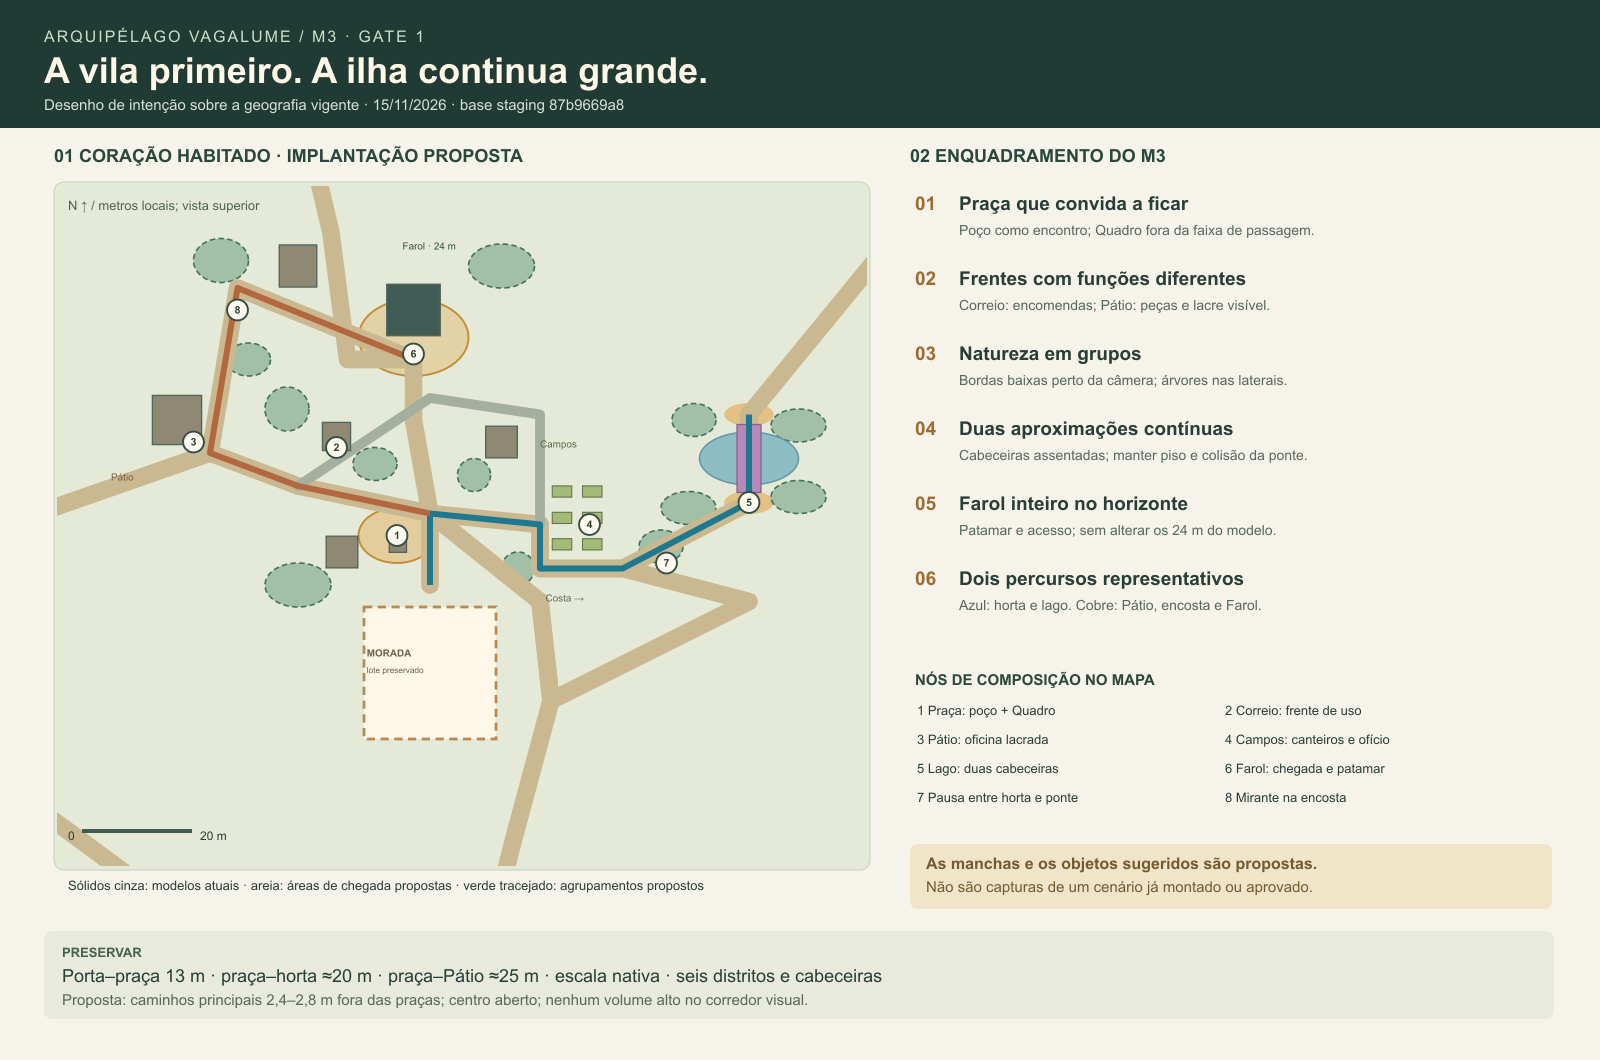 ARQUIPÉLAGO VAGALUME / M3 · GATE 1
A vila primeiro. A ilha continua grande.
Desenho de intenção sobre a geografia vigente · 15/11/2026 · base staging 87b9669a8
01 CORAÇÃO HABITADO · IMPLANTAÇÃO PROPOSTA
N ↑ / metros locais; vista superior
Farol · 24 m
8
6
3
2
Campos
Pátio
1
4
5
7
Costa →
MORADA
lote preservado
0
20 m
Sólidos cinza: modelos atuais · areia: áreas de chegada propostas · verde tracejado: agrupamentos propostos
02 ENQUADRAMENTO DO M3
01 Praça que convida a ficar
Poço como encontro; Quadro fora da faixa de passagem.
02 Frentes com funções diferentes
Correio: encomendas; Pátio: peças e lacre visível.
03 Natureza em grupos
Bordas baixas perto da câmera; árvores nas laterais.
04 Duas aproximações contínuas
Cabeceiras assentadas; manter piso e colisão da ponte.
05 Farol inteiro no horizonte
Patamar e acesso; sem alterar os 24 m do modelo.
06 Dois percursos representativos
Azul: horta e lago. Cobre: Pátio, encosta e Farol.
NÓS DE COMPOSIÇÃO NO MAPA
1 Praça: poço + Quadro
2 Correio: frente de uso
3 Pátio: oficina lacrada
4 Campos: canteiros e ofício
5 Lago: duas cabeceiras
6 Farol: chegada e patamar
7 Pausa entre horta e ponte
8 Mirante na encosta
As manchas e os objetos sugeridos são propostas.
Não são capturas de um cenário já montado ou aprovado.
PRESERVAR
Porta–praça 13 m · praça–horta ≈20 m · praça–Pátio ≈25 m · escala nativa · seis distritos e cabeceiras
Proposta: caminhos principais 2,4–2,8 m fora das praças; centro aberto; nenhum volume alto no corredor visual.